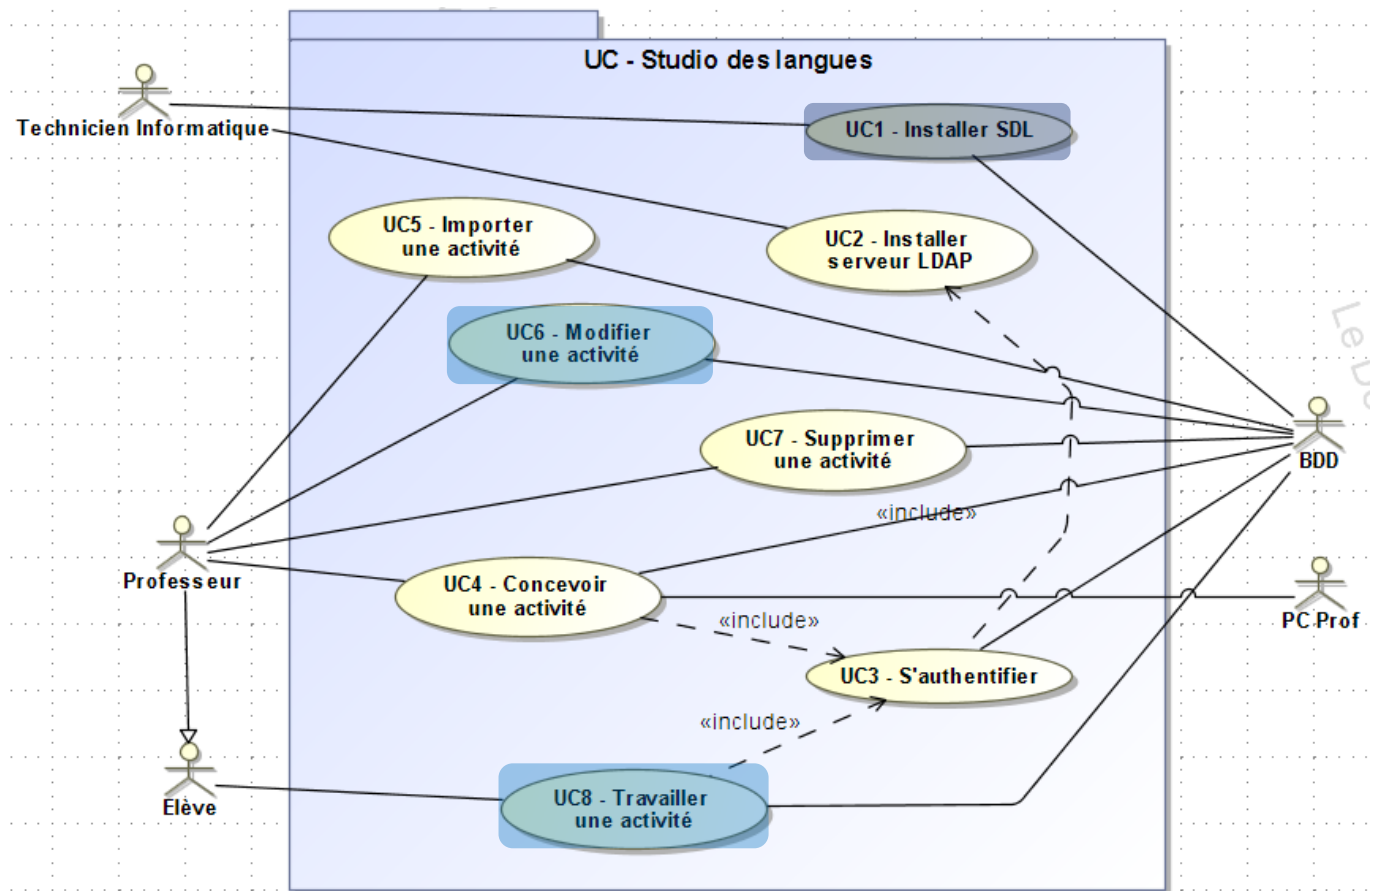 UC - Studio des langues
Technicien Informatique
UC1 - Installer SDL
UC5 - Importer
une activité
UC2 - Installer
serveur LDAP
UC6 - Modifier
une activité
UC7 - Supprimer
une activité
BDD
«include»
Professeur
UC4 - Concevoir
une activité
PC Prof
«include»
UC3 - S'authentifier
«include»
Elève
UC8 - Travailler
une activité